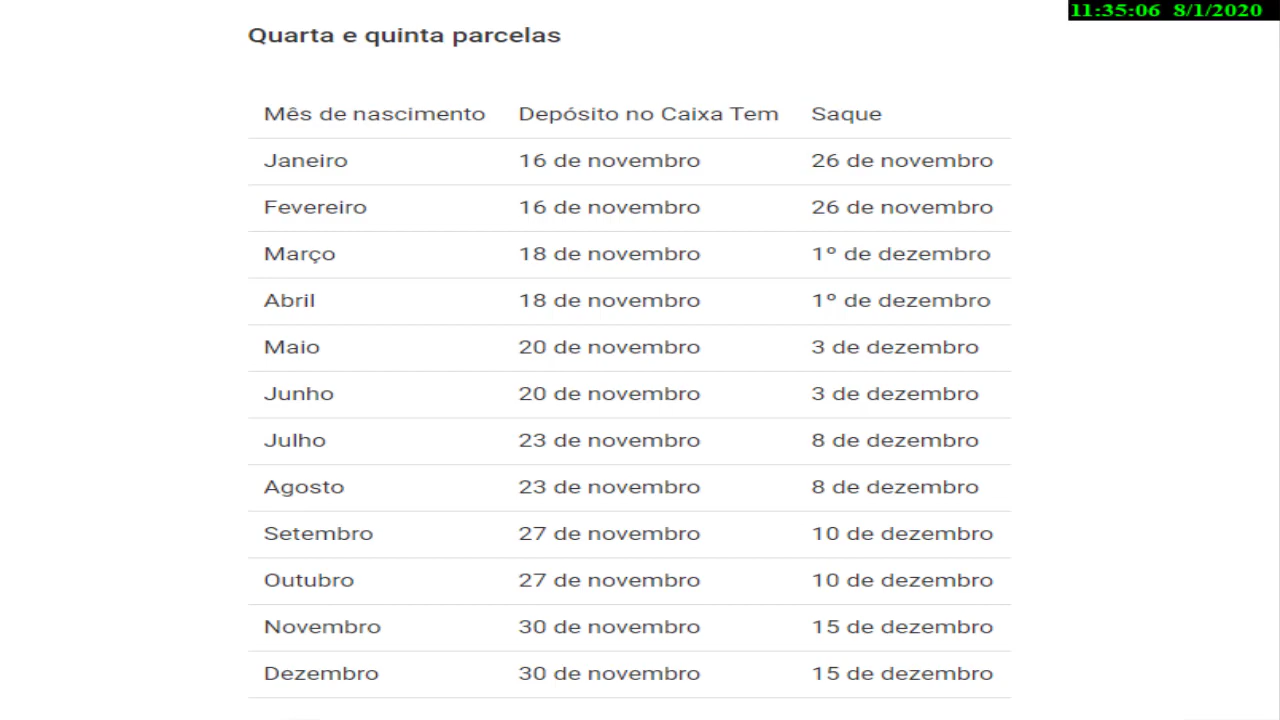 11:35:06 8/1/2020
Quarta e quinta parcelas
Mês de nascimento Depósito no Caixa Tem Saque
Janeiro 16 de novembro 26 de novembro
Fevereiro 16 de novembro 26 de novembro
Março 18 de novembro 1º de dezembro
Abril 18 de novembro 1º de dezembro
Maio 20 de novembro 3 de dezembro
Junho 20 de novembro 3 de dezembro
Julho 23 de novembro 8 de dezembro
Agosto 23 de novembro 8 de dezembro
Setembro 27 de novembro 10 de dezembro
Outubro 27 de novembro 10 de dezembro
Novembro 30 de novembro 15 de dezembro
Dezembro 30 de novembro 15 de dezembro